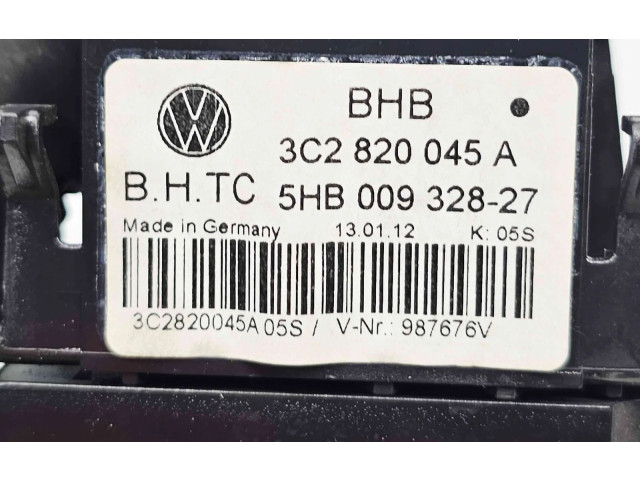 BHB
3C2 820 045 A
B.H.TC 5HB 009 328-27
Made in Germany 13.01.12 K: 05S
3C2820045A 05S / V-Nr.: 987676V